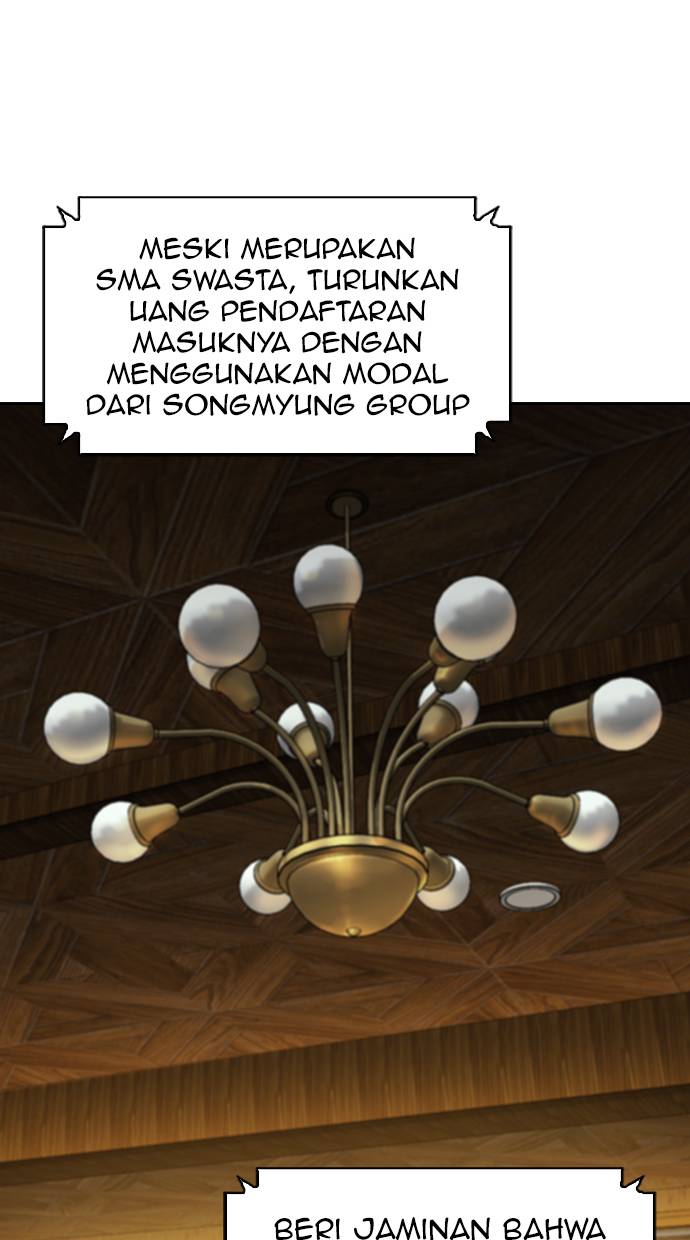 MESKI MERUPAKAN
SMA SWASTA, TURUNKAN
UANG PENDAFTARAN
MASUKNYA DENGAN
MENGGUNAKAN MODAL
DARI SONGMYUNG GROUP
BERI JAMINAN BAHWA